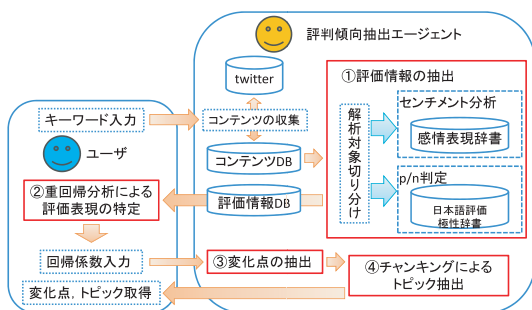 評判傾向抽出エージェント
twitter
コンテンツの収集
コンテンツDB
評価情報DB
①評価情報の抽出
解析対象切り分け
センチメント分析
感情表現辞書
p/n判定
日本語評価
極性辞書
キーワード入力
ユーザ
②重回帰分析による
評価表現の特定
回帰係数入力
③変化点の抽出
④チャンキングによる
トピック抽出
変化点,トピック取得